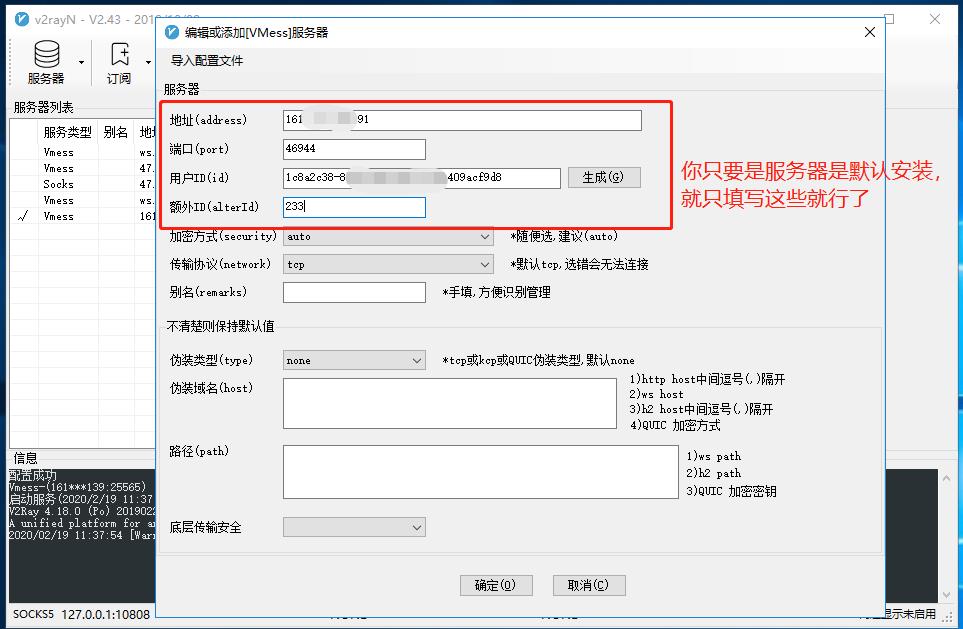 v2rayN - V2.43 - 201
编辑或添加[VMess]服务器
导入配置文件
服务器
订阅
服务器列表
服务类型 别名 地
Vmess ws.
Vmess 47.
Socks 47.
Vmess ws.
Vmess 161
服务器
地址(address) 161 91
端口(port) 46944
用户ID(id) 1c8a2c38-8 409acf9d8 生成(G)
额外ID(alterId) 233
你只要是服务器是默认安装，
就只填写这些就行了
加密方式(security) auto *随便选,建议(auto)
传输协议(network) tcp *默认tcp,选错会无法连接
别名(remarks) *手填,方便识别管理
不清楚则保持默认值
伪装类型(type) none *tcp或kcp或QUIC伪装类型,默认none
伪装域名(host)
1)http host中间逗号(,)隔开
2)ws host
3)h2 host中间逗号(,)隔开
4)QUIC 加密方式
路径(path)
1)ws path
2)h2 path
3)QUIC 加密密钥
底层传输安全
确定(O) 取消(C)
信息
配置成功
Vmess-(161***139:25565)
启动服务(2020/2/19 11:37
V2Ray 4.18.0 (Po) 2019022
A unified platform for an
2020/02/19 11:37:54 [Warn
SOCKS5 127.0.0.1:10808
显示未启用